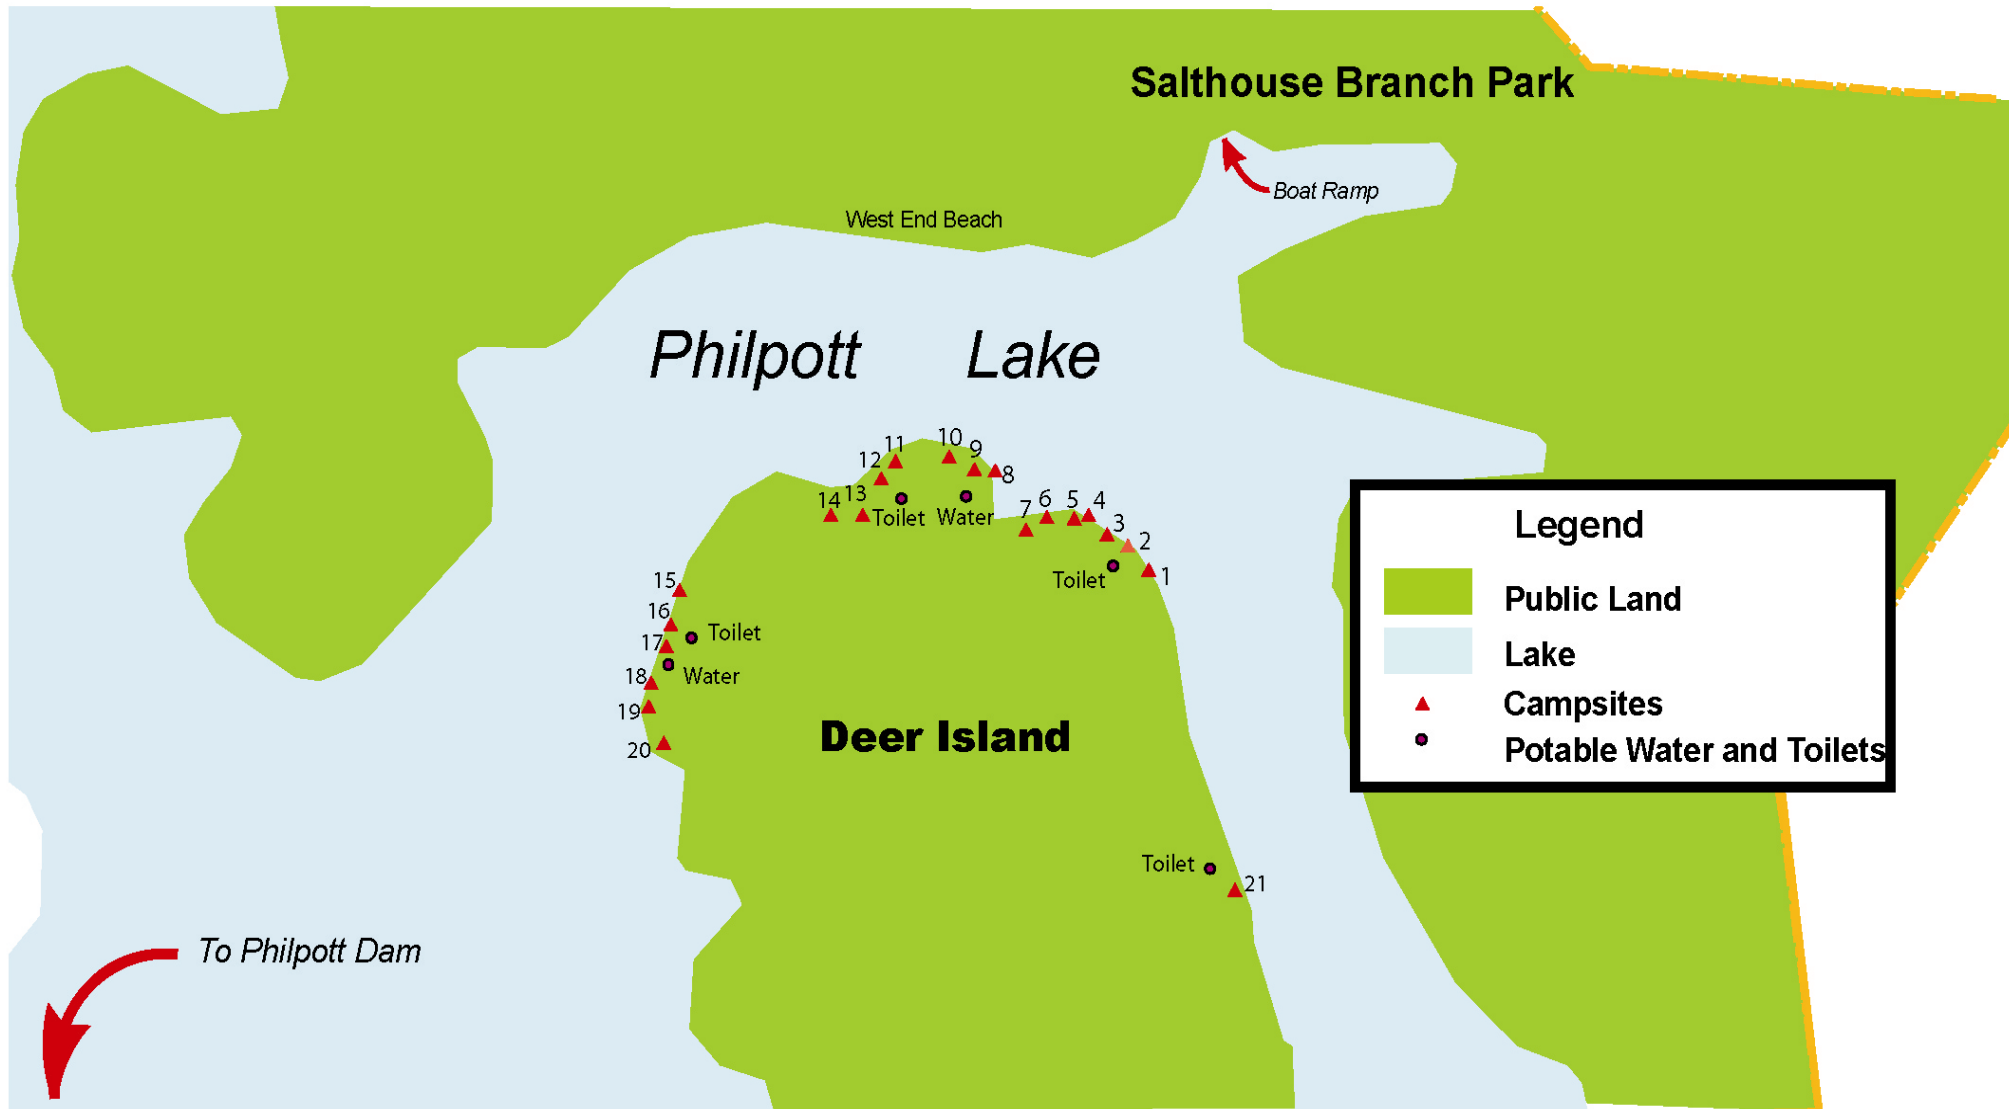 Salthouse Branch Park
Boat Ramp
West End Beach
Philpott Lake
10
11
9
12
8
14
13
Toilet
Water
7
6
5
4
3
2
1
Toilet
15
16
Toilet
17
Water
18
19
20
Deer Island
Toilet
21
To Philpott Dam
Legend
Public Land
Lake
Campsites
Potable Water and Toilets